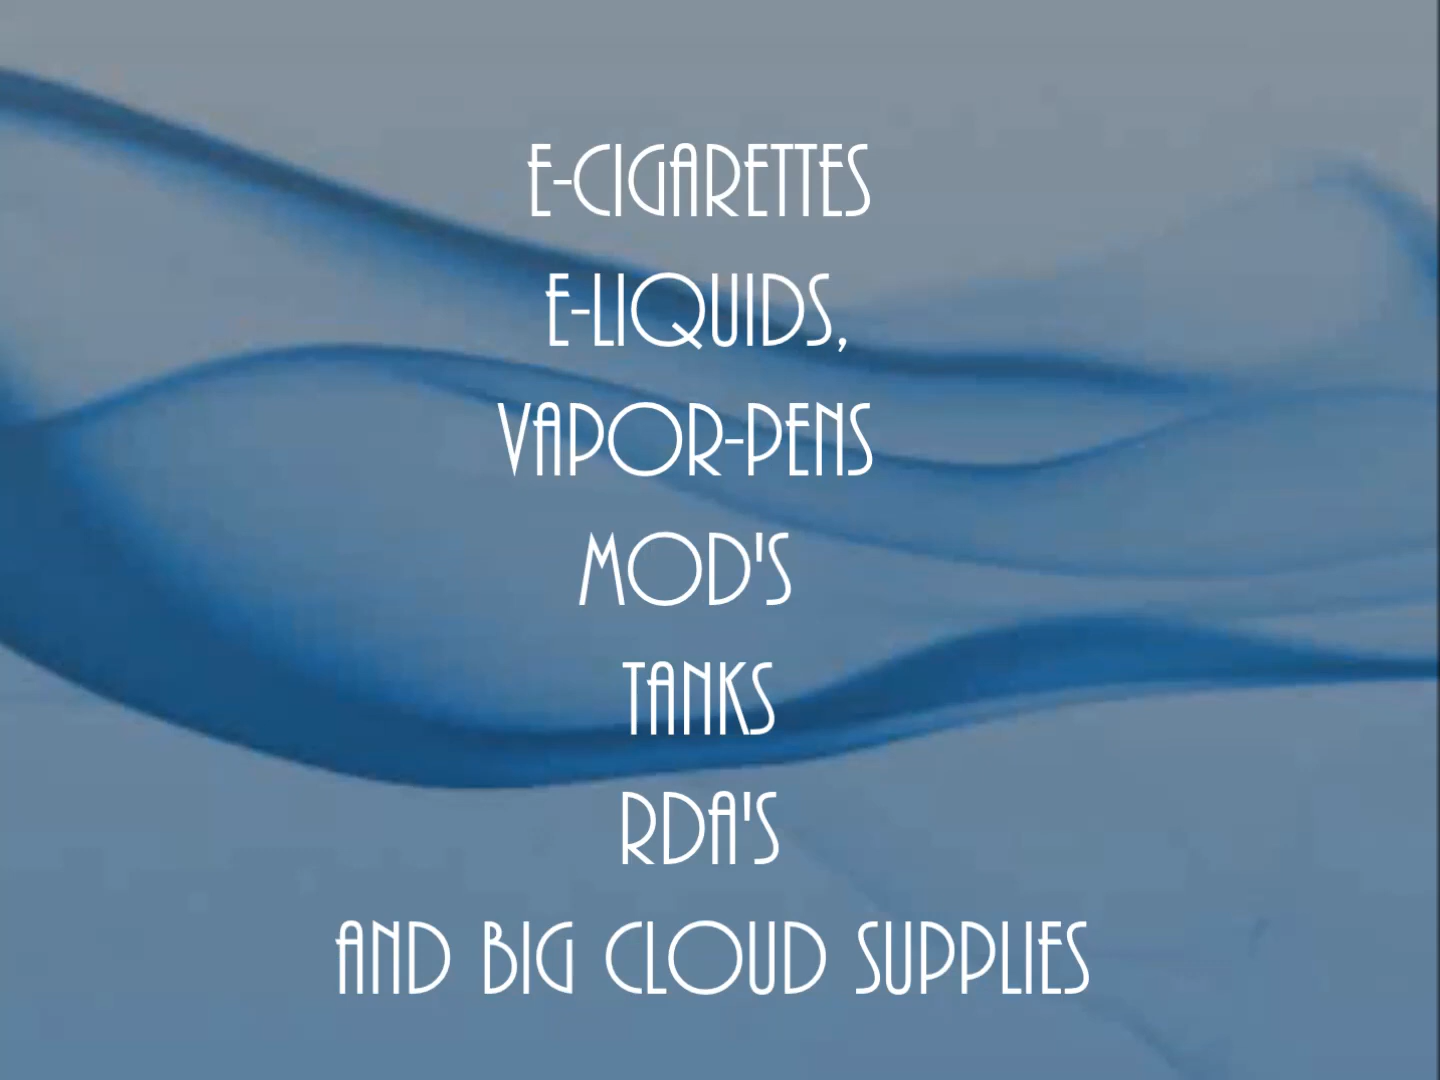 E-CIGARETTES
E-LIQUIDS,
VAPOR-PENS
MOD'S
TANKS
RDA'S
AND BIG CLOUD SUPPLIES